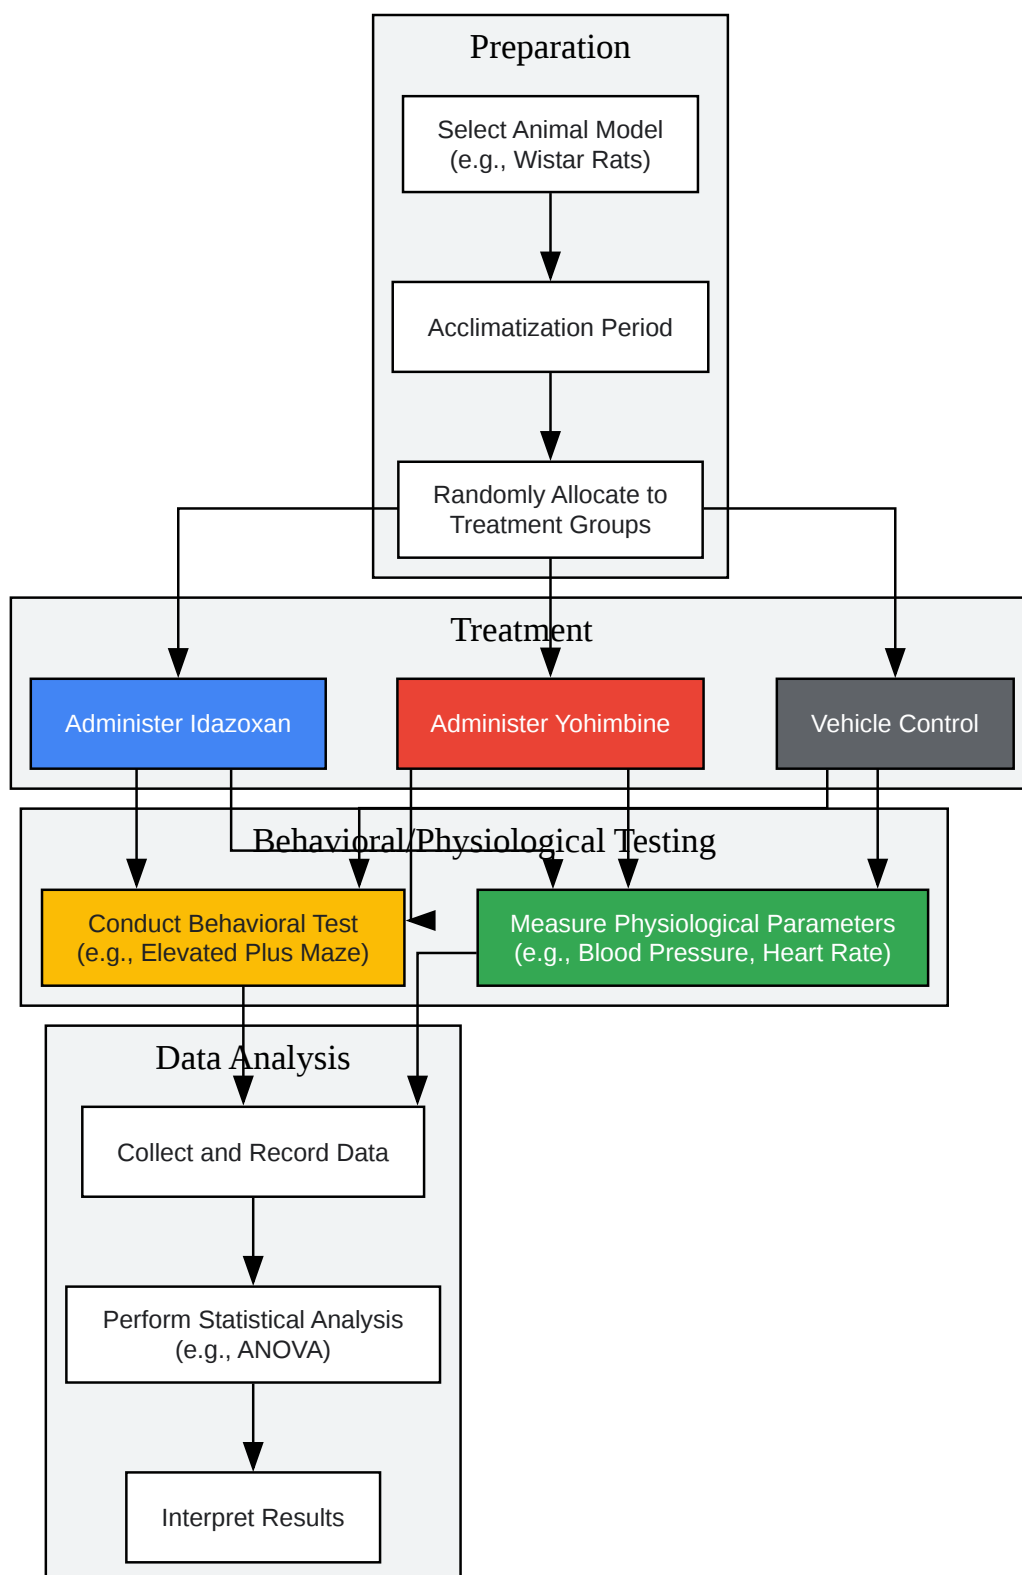 Preparation
Select Animal Model
(e.g., Wistar Rats)
Acclimatization Period
Randomly Allocate to
Treatment Groups
Treatment
Administer Idazoxan
Administer Yohimbine
Vehicle Control
Behavioral/Physiological Testing
Conduct Behavioral Test
(e.g., Elevated Plus Maze)
Measure Physiological Parameters
(e.g., Blood Pressure, Heart Rate)
Data Analysis
Collect and Record Data
Perform Statistical Analysis
(e.g., ANOVA)
Interpret Results